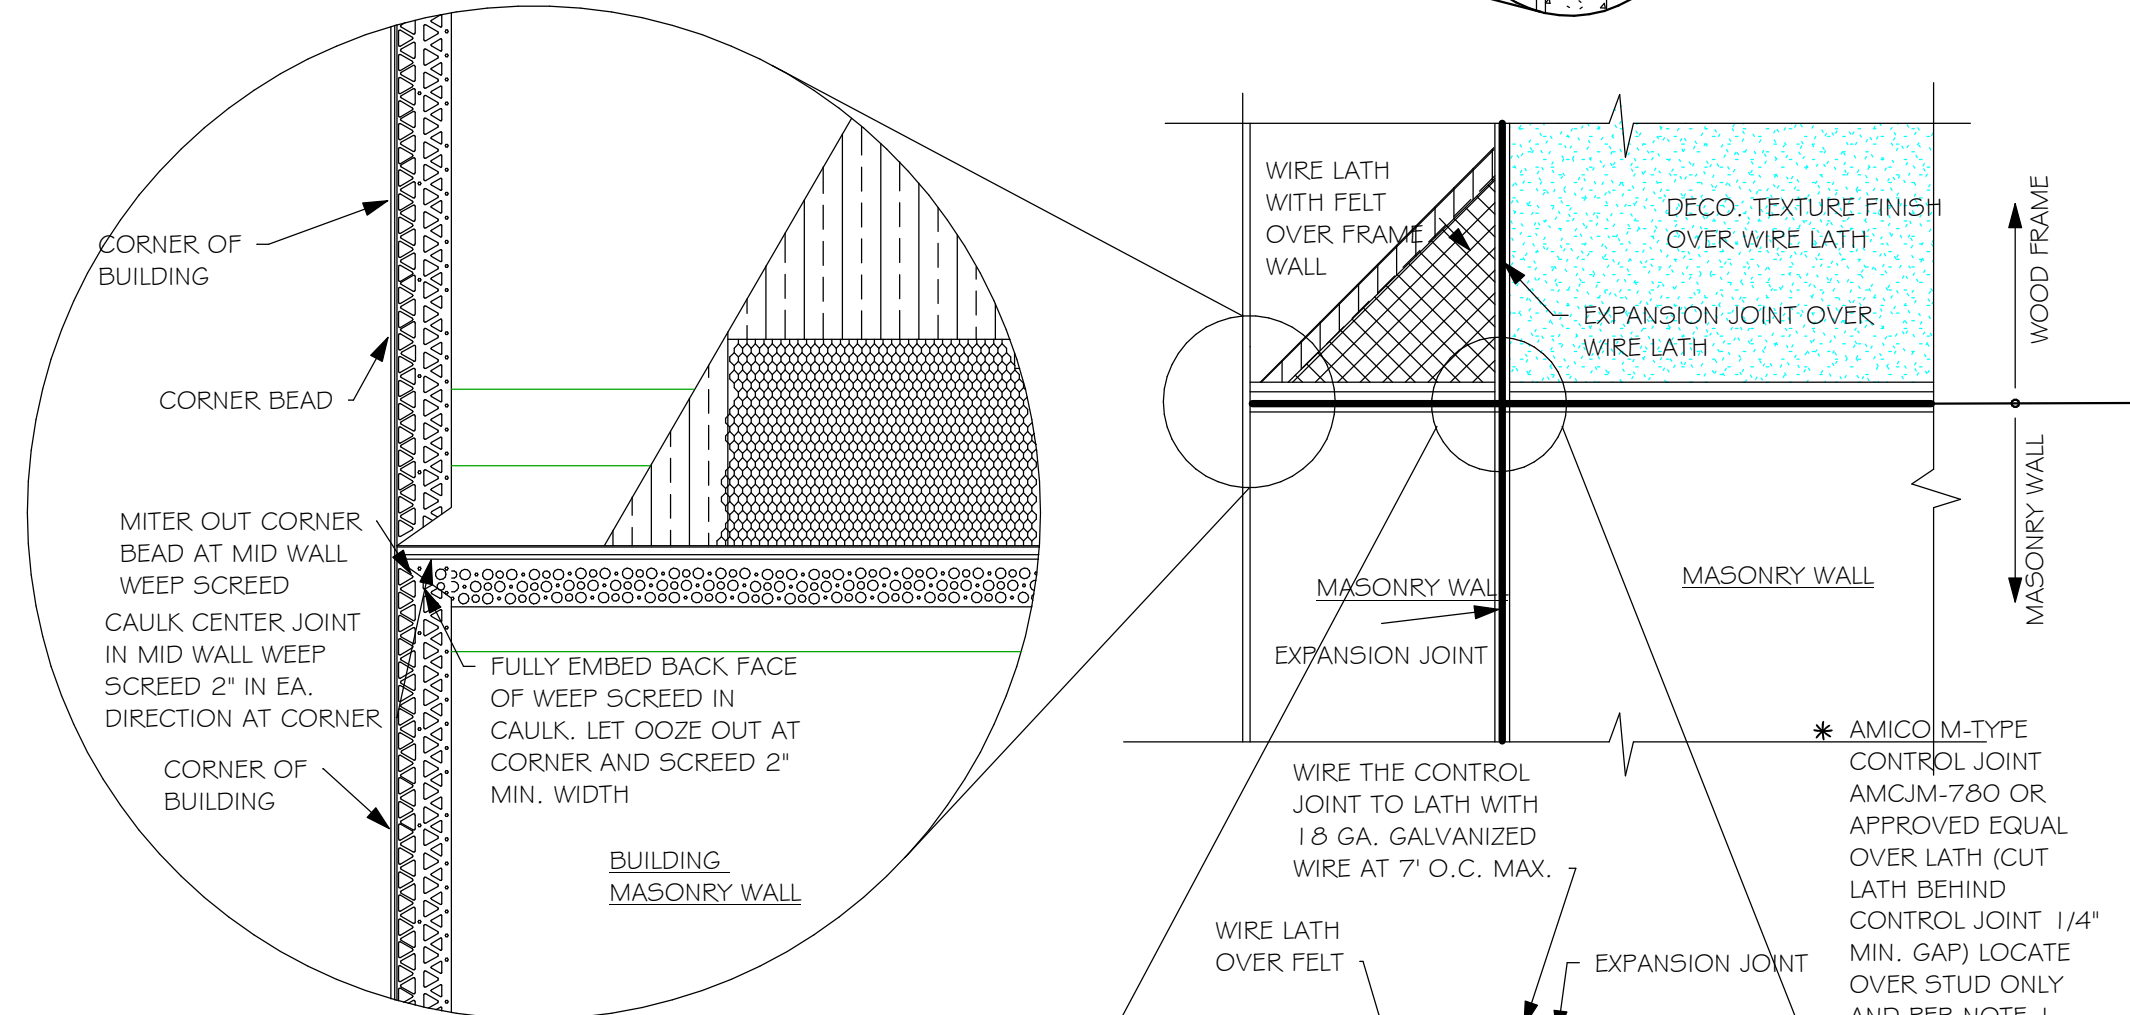 CORNER OF
BUILDING
CORNER BEAD
MITER OUT CORNER
BEAD AT MID WALL
WEEP SCREED
CAULK CENTER JOINT
IN MID WALL WEEP
SCREED 2" IN EA.
DIRECTION AT CORNER
CORNER OF
BUILDING
FULLY EMBED BACK FACE
OF WEEP SCREED IN
CAULK. LET OOZE OUT AT
CORNER AND SCREED 2"
MIN. WIDTH
BUILDING
MASONRY WALL
WIRE LATH
WITH FELT
OVER FRAME
WALL
DECO. TEXTURE FINISH
OVER WIRE LATH
EXPANSION JOINT OVER
WIRE LATH
WOOD FRAME
MASONRY WALL
MASONRY WALL
EXPANSION JOINT
MASONRY WALL
WIRE THE CONTROL
JOINT TO LATH WITH
18 GA. GALVANIZED
WIRE AT 7' O.C. MAX.
WIRE LATH
OVER FELT
EXPANSION JOINT
* AMICO M-TYPE
CONTROL JOINT
AMCJM-780 OR
APPROVED EQUAL
OVER LATH (CUT
LATH BEHIND
CONTROL JOINT 1/4"
MIN. GAP) LOCATE
OVER STUD ONLY
AND PER NOTE